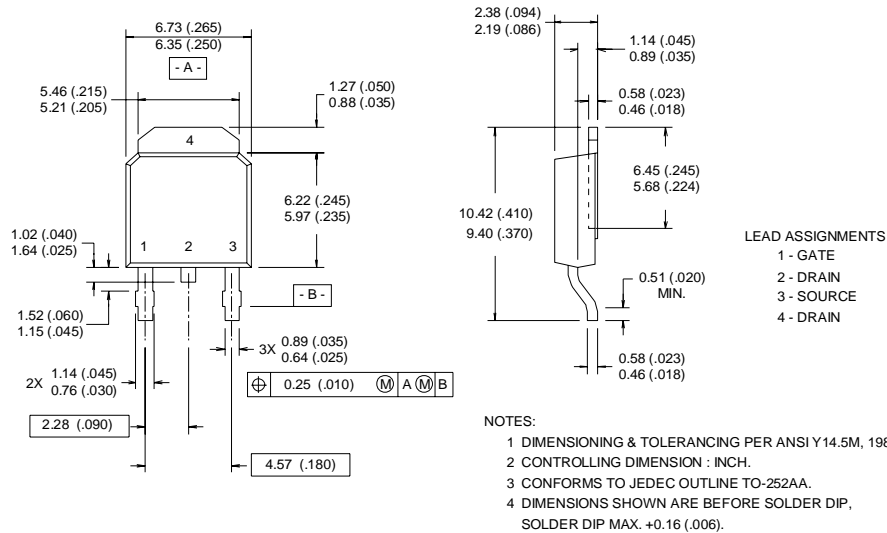 6.73 (.265)
6.35 (.250)
- A -
5.46 (.215)
5.21 (.205)
1.27 (.050)
0.88 (.035)
4
6.22 (.245)
5.97 (.235)
1.02 (.040)
1.64 (.025)
1 2 3
1.52 (.060)
1.15 (.045)
- B -
3X 0.89 (.035)
0.64 (.025)
2X 1.14 (.045)
0.76 (.030)
⌖ 0.25 (.010) Ⓜ A Ⓜ B
2.28 (.090)
4.57 (.180)
2.38 (.094)
2.19 (.086)
1.14 (.045)
0.89 (.035)
0.58 (.023)
0.46 (.018)
6.45 (.245)
5.68 (.224)
10.42 (.410)
9.40 (.370)
0.51 (.020)
MIN.
0.58 (.023)
0.46 (.018)
LEAD ASSIGNMENTS
1 - GATE
2 - DRAIN
3 - SOURCE
4 - DRAIN
NOTES:
1 DIMENSIONING & TOLERANCING PER ANSI Y14.5M, 198
2 CONTROLLING DIMENSION : INCH.
3 CONFORMS TO JEDEC OUTLINE TO-252AA.
4 DIMENSIONS SHOWN ARE BEFORE SOLDER DIP,
SOLDER DIP MAX. +0.16 (.006).